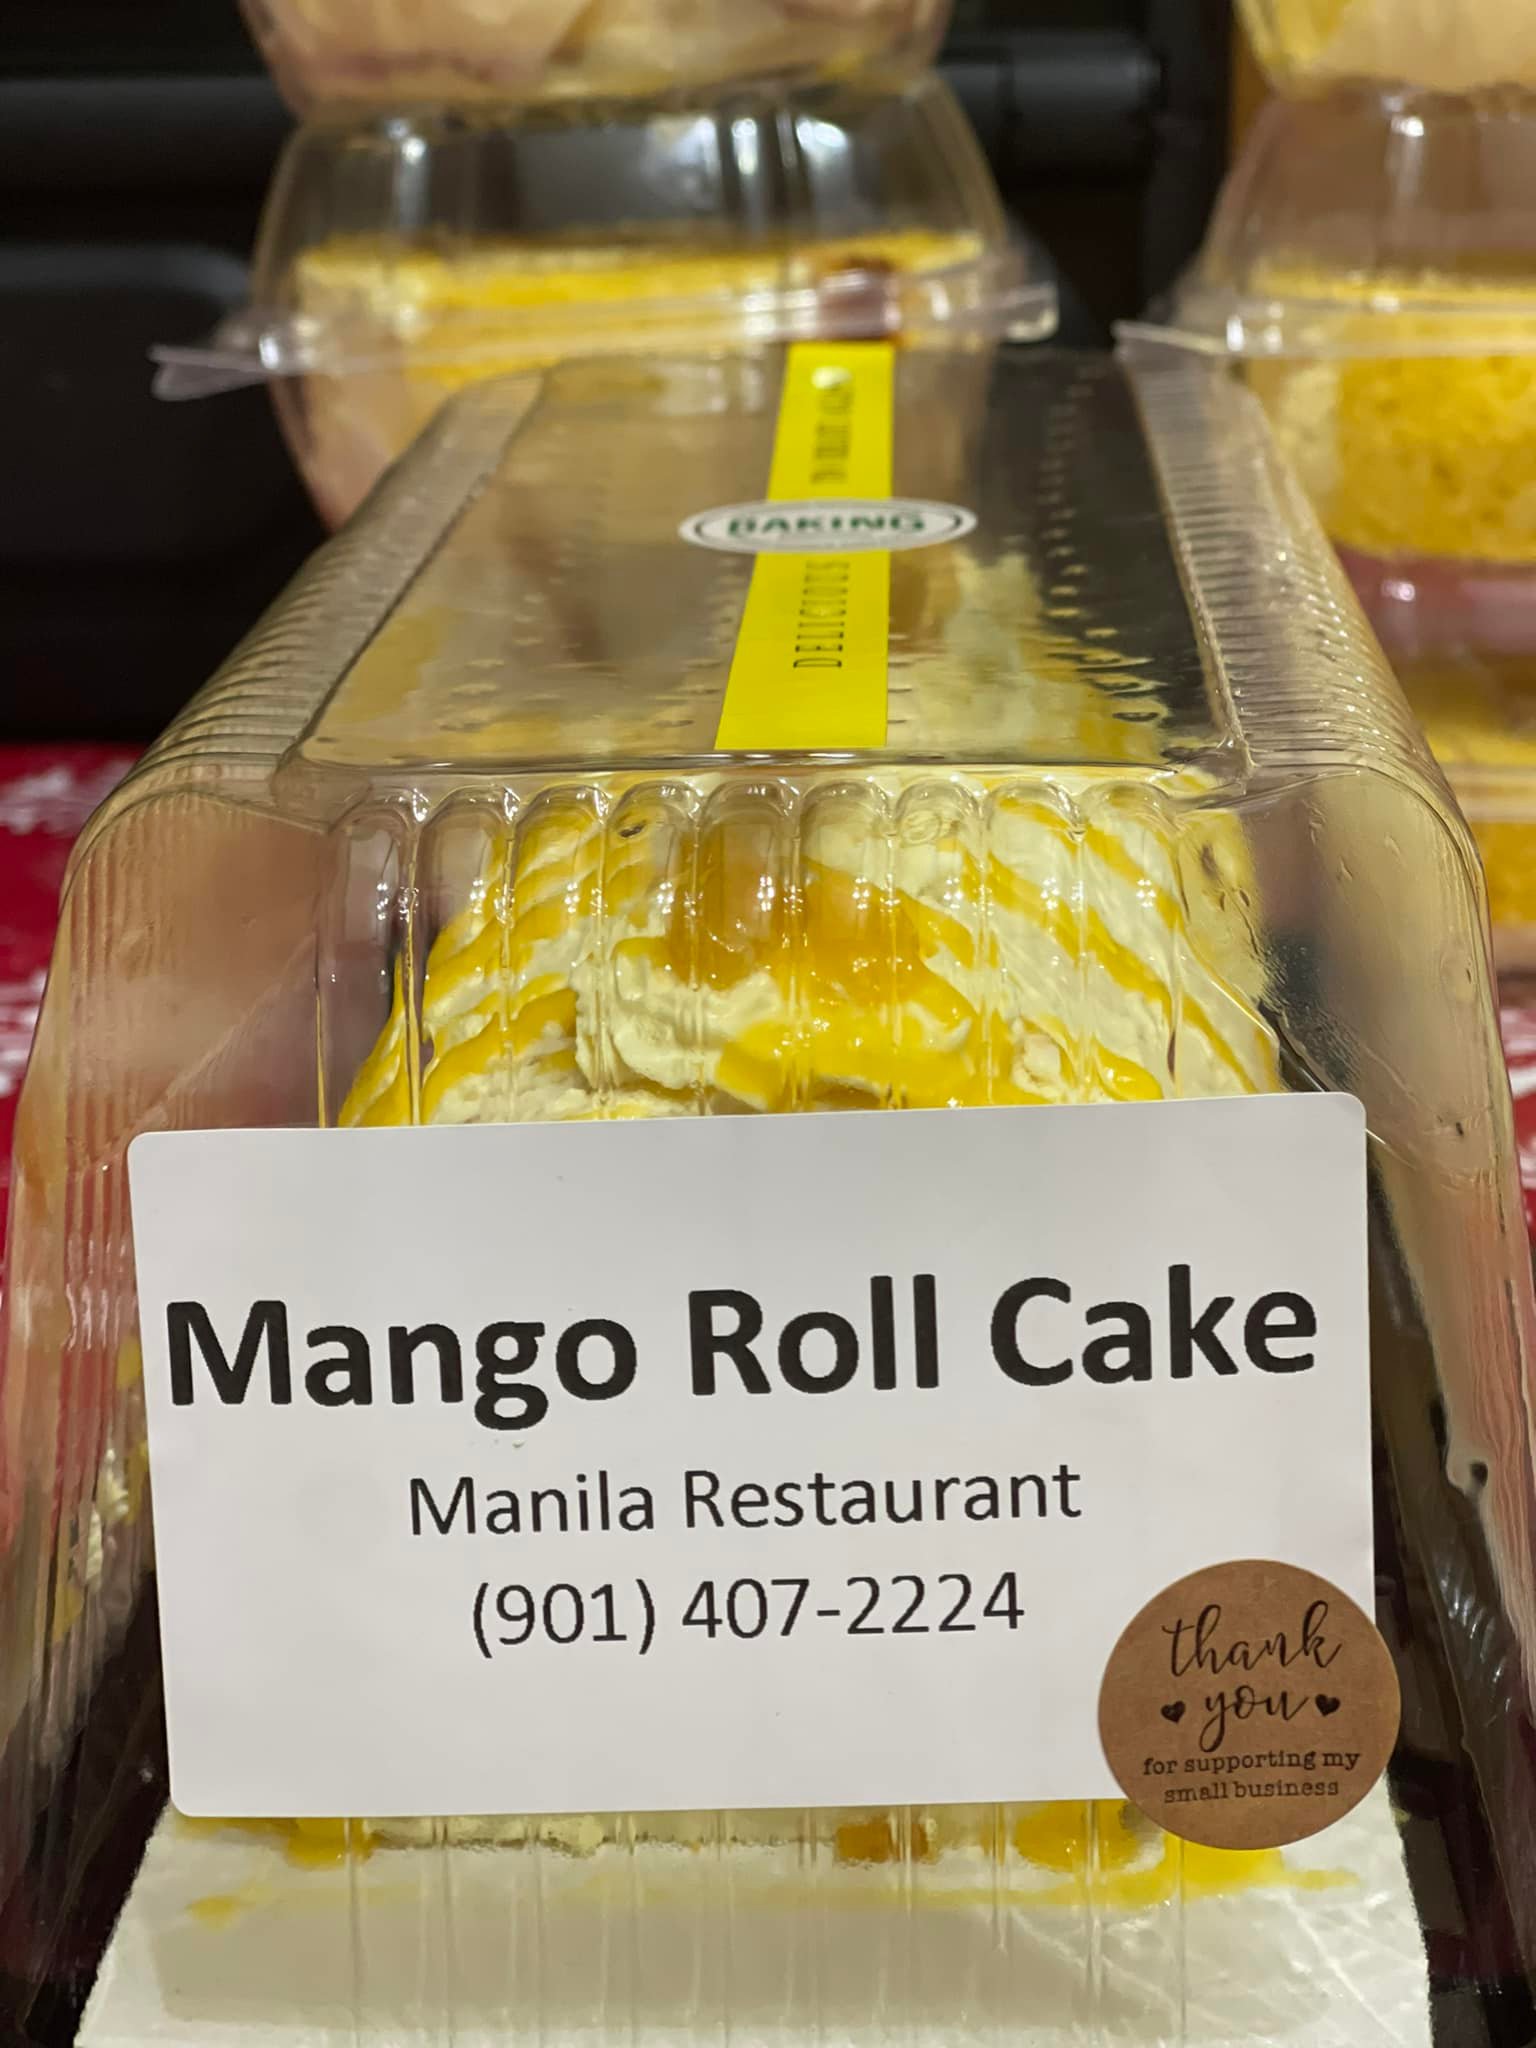 BAKING
DELICIOUS
Mango Roll Cake
Manila Restaurant
(901) 407-2224
thank
you
for supporting my
small business